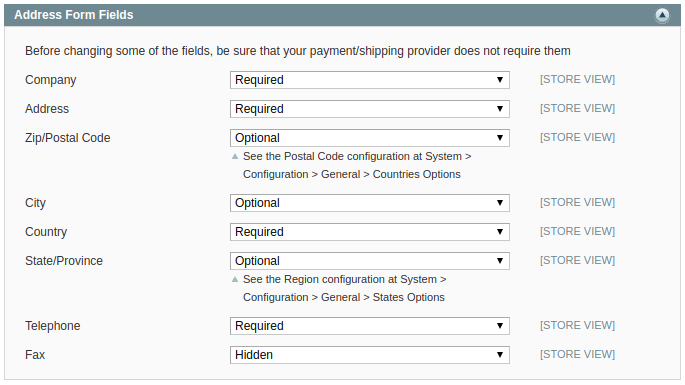 Address Form Fields
Before changing some of the fields, be sure that your payment/shipping provider does not require them
Company Required [STORE VIEW]
Address Required [STORE VIEW]
Zip/Postal Code Optional [STORE VIEW]
See the Postal Code configuration at System >
Configuration > General > Countries Options
City Optional [STORE VIEW]
Country Required [STORE VIEW]
State/Province Optional [STORE VIEW]
See the Region configuration at System >
Configuration > General > States Options
Telephone Required [STORE VIEW]
Fax Hidden [STORE VIEW]